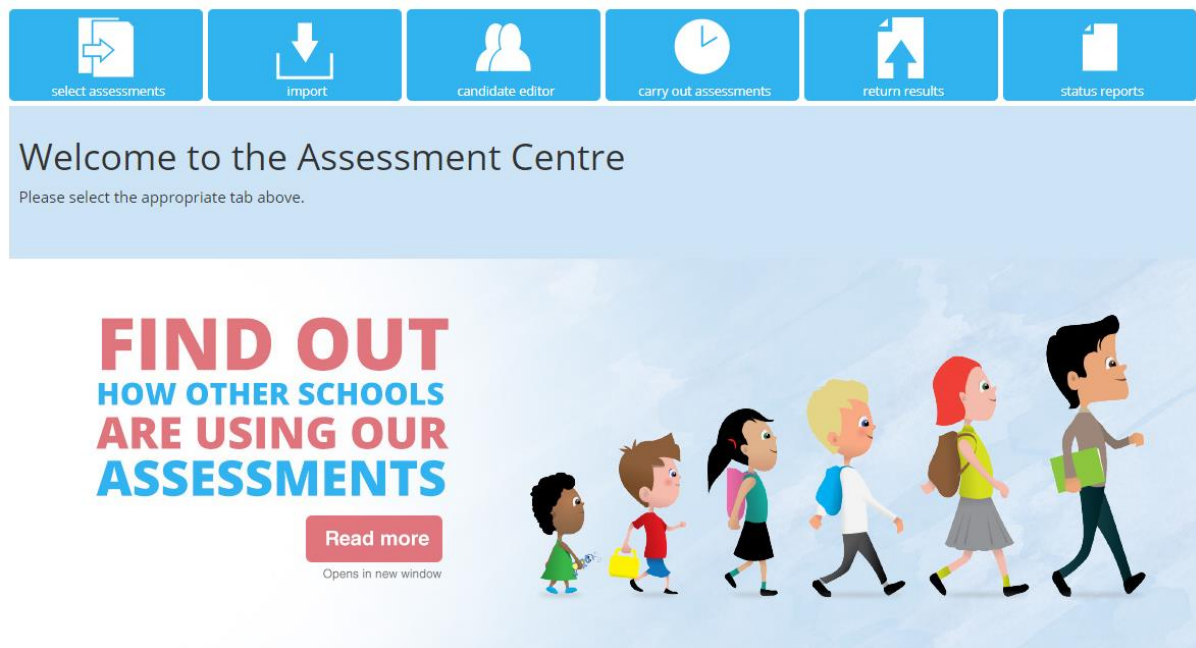 select assessments
import
candidate editor
carry out assessments
return results
status reports
Welcome to the Assessment Centre
Please select the appropriate tab above.
FIND OUT
HOW OTHER SCHOOLS
ARE USING OUR
ASSESSMENTS
Read more
Opens in new window